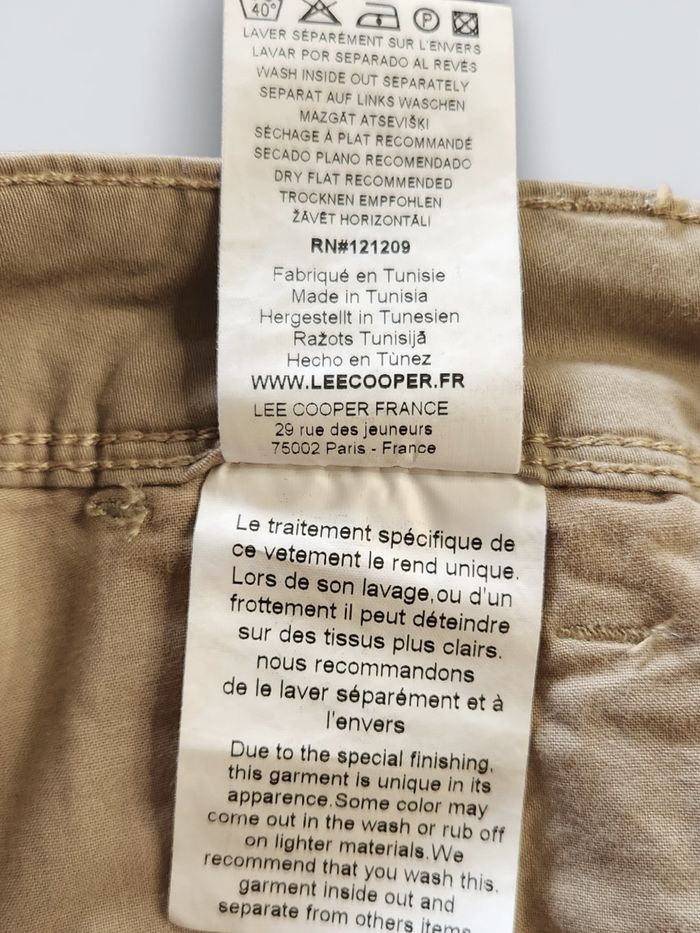 40°
LAVER SÉPARÉMENT SUR L'ENVERS
LAVAR POR SEPARADO AL REVÉS
WASH INSIDE OUT SEPARATELY
SEPARAT AUF LINKS WASCHEN
MAZGĀT ATSEVIŠĶI
SÉCHAGE À PLAT RECOMMANDÉ
SECADO PLANO RECOMENDADO
DRY FLAT RECOMMENDED
TROCKNEN EMPFOHLEN
ŽĀVĒT HORIZONTĀLI
RN#121209
Fabriqué en Tunisie
Made in Tunisia
Hergestellt in Tunesien
Ražots Tunisijā
Hecho en Tùnez
WWW.LEECOOPER.FR
LEE COOPER FRANCE
29 rue des jeuneurs
75002 Paris - France
Le traitement spécifique de
ce vetement le rend unique.
Lors de son lavage,ou d'un
frottement il peut déteindre
sur des tissus plus clairs.
nous recommandons
de le laver séparément et à
l'envers
Due to the special finishing,
this garment is unique in its
apparence.Some color may
come out in the wash or rub off
on lighter materials.We
recommend that you wash this.
garment inside out and
separate from others items